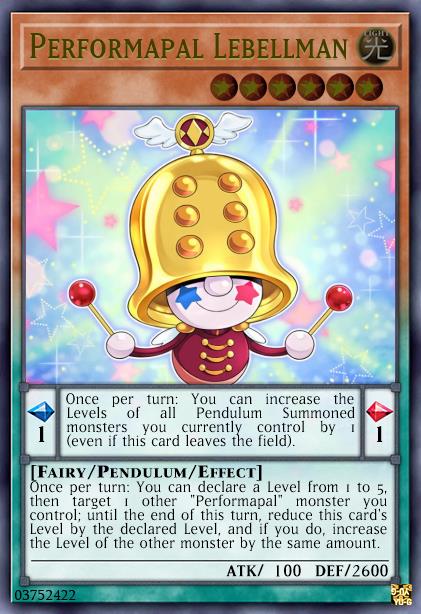 Performapal Lebellman
LIGHT
光
Once per turn: You can increase the
Levels of all Pendulum Summoned
monsters you currently control by 1
(even if this card leaves the field).
1
1
[Fairy/Pendulum/Effect]
Once per turn: You can declare a Level from 1 to 5,
then target 1 other "Performapal" monster you
control; until the end of this turn, reduce this card's
Level by the declared Level, and if you do, increase
the Level of the other monster by the same amount.
ATK/ 100 DEF/2600
03752422